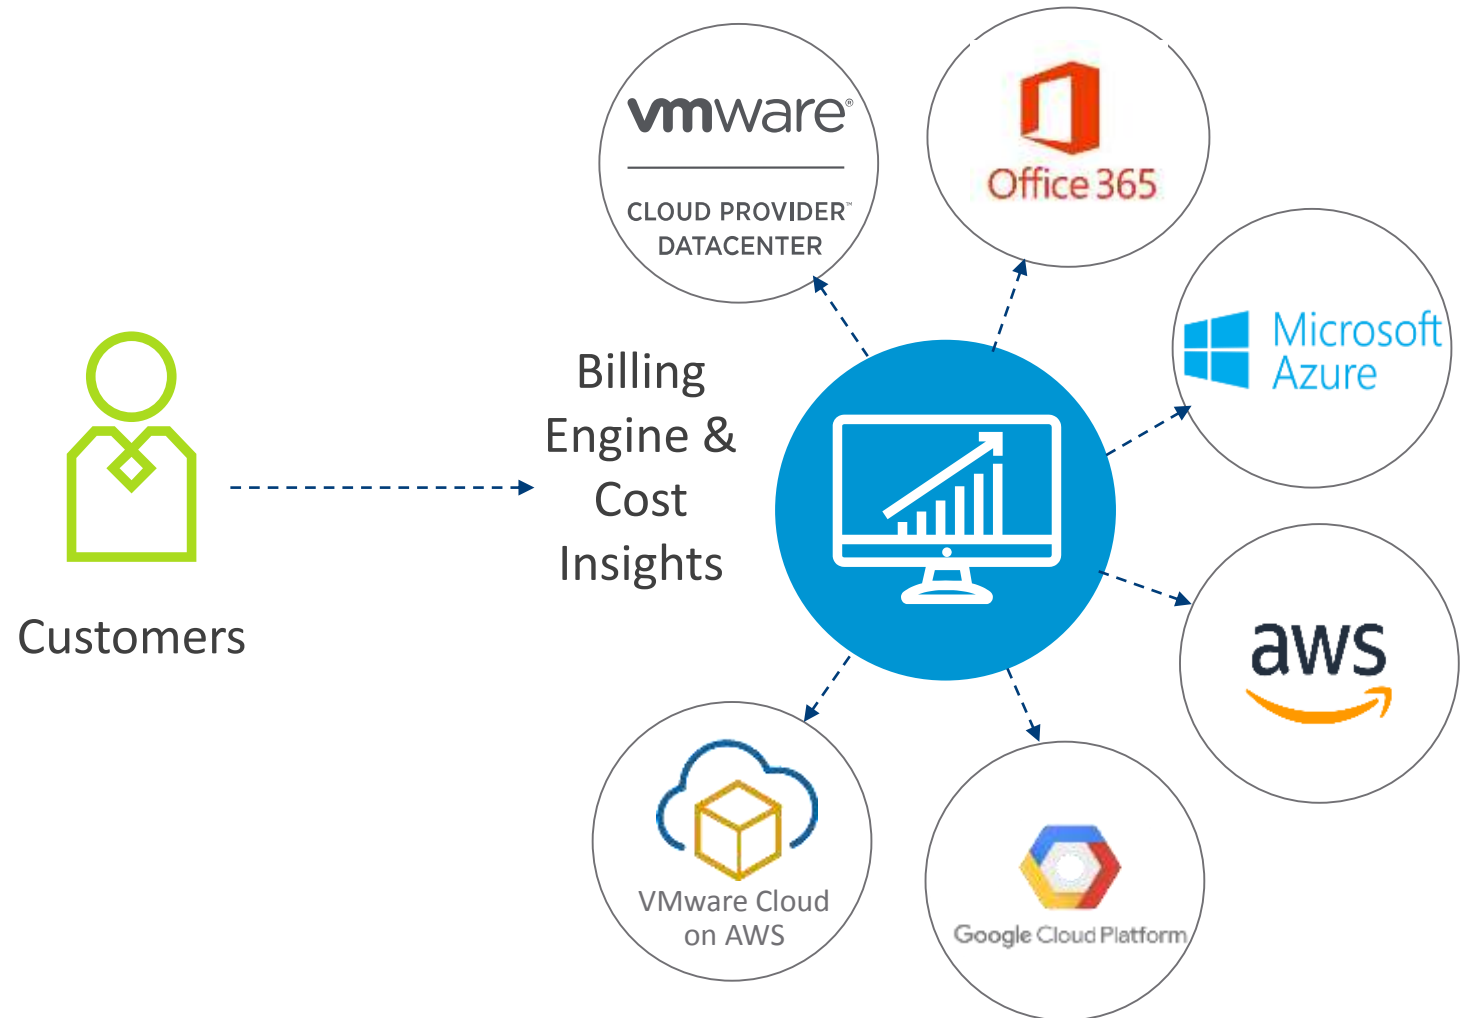 vmware®
CLOUD PROVIDER™
DATACENTER
Office 365
Microsoft
Azure
Billing
Engine &
Cost
Insights
Customers
aws
VMware Cloud
on AWS
Google Cloud Platform